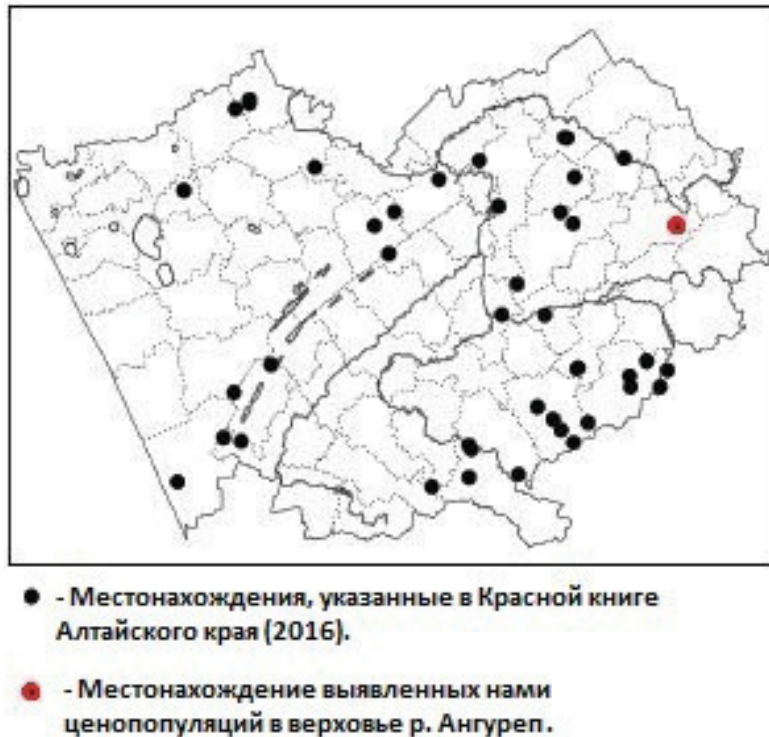 - Местонахождения, указанные в Красной книге
Алтайского края (2016).
- Местонахождение выявленных нами
ценопопуляций в верховье р. Ангуреп.